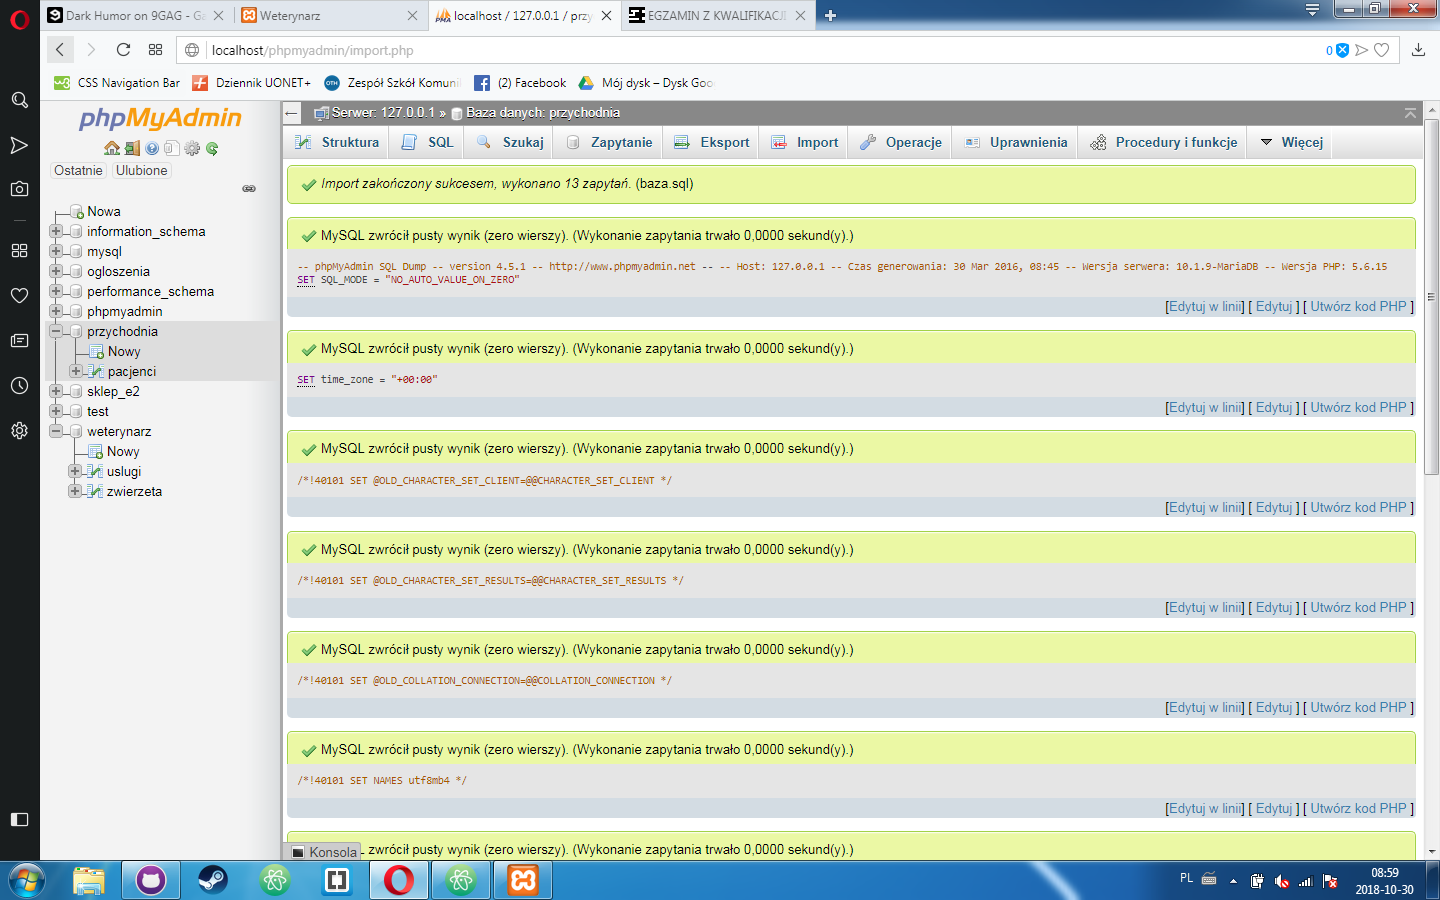 Dark Humor on 9GAG - Ga
Weterynarz
localhost / 127.0.0.1 / przy
EGZAMIN Z KWALIFIKACJI
localhost/phpmyadmin/import.php
0
CSS Navigation Bar
Dziennik UONET+
Zespół Szkół Komuni
(2) Facebook
Mój dysk – Dysk Goo
phpMyAdmin
Ostatnie
Ulubione
Nowa
information_schema
mysql
ogloszenia
performance_schema
phpmyadmin
przychodnia
Nowy
pacjenci
sklep_e2
test
weterynarz
Nowy
uslugi
zwierzeta
Serwer: 127.0.0.1 » Baza danych: przychodnia
Struktura
SQL
Szukaj
Zapytanie
Eksport
Import
Operacje
Uprawnienia
Procedury i funkcje
Więcej
Import zakończony sukcesem, wykonano 13 zapytań. (baza.sql)
MySQL zwrócił pusty wynik (zero wierszy). (Wykonanie zapytania trwało 0,0000 sekund(y).)
-- phpMyAdmin SQL Dump -- version 4.5.1 -- http://www.phpmyadmin.net -- -- Host: 127.0.0.1 -- Czas generowania: 30 Mar 2016, 08:45 -- Wersja serwera: 10.1.9-MariaDB -- Wersja PHP: 5.6.15
SET SQL_MODE = "NO_AUTO_VALUE_ON_ZERO"
[Edytuj w linii] [ Edytuj ] [ Utwórz kod PHP ]
MySQL zwrócił pusty wynik (zero wierszy). (Wykonanie zapytania trwało 0,0000 sekund(y).)
SET time_zone = "+00:00"
[Edytuj w linii] [ Edytuj ] [ Utwórz kod PHP ]
MySQL zwrócił pusty wynik (zero wierszy). (Wykonanie zapytania trwało 0,0000 sekund(y).)
/*!40101 SET @OLD_CHARACTER_SET_CLIENT=@@CHARACTER_SET_CLIENT */
[Edytuj w linii] [ Edytuj ] [ Utwórz kod PHP ]
MySQL zwrócił pusty wynik (zero wierszy). (Wykonanie zapytania trwało 0,0000 sekund(y).)
/*!40101 SET @OLD_CHARACTER_SET_RESULTS=@@CHARACTER_SET_RESULTS */
[Edytuj w linii] [ Edytuj ] [ Utwórz kod PHP ]
MySQL zwrócił pusty wynik (zero wierszy). (Wykonanie zapytania trwało 0,0000 sekund(y).)
/*!40101 SET @OLD_COLLATION_CONNECTION=@@COLLATION_CONNECTION */
[Edytuj w linii] [ Edytuj ] [ Utwórz kod PHP ]
MySQL zwrócił pusty wynik (zero wierszy). (Wykonanie zapytania trwało 0,0000 sekund(y).)
/*!40101 SET NAMES utf8mb4 */
[Edytuj w linii] [ Edytuj ] [ Utwórz kod PHP ]
Konsola
zwrócił pusty wynik (zero wierszy). (Wykonanie zapytania trwało 0,0000 sekund(y).)
PL
08:59
2018-10-30